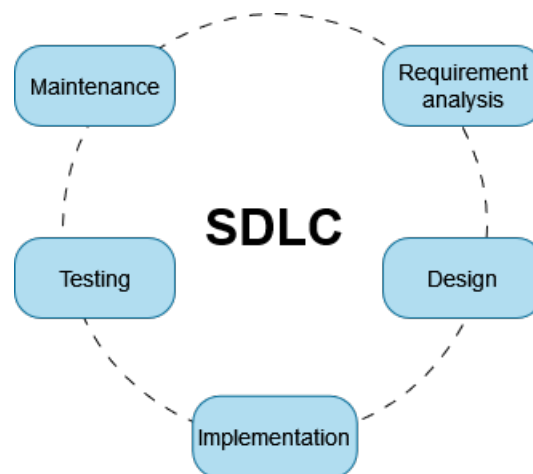 Maintenance
Requirement
analysis
SDLC
Testing
Design
Implementation